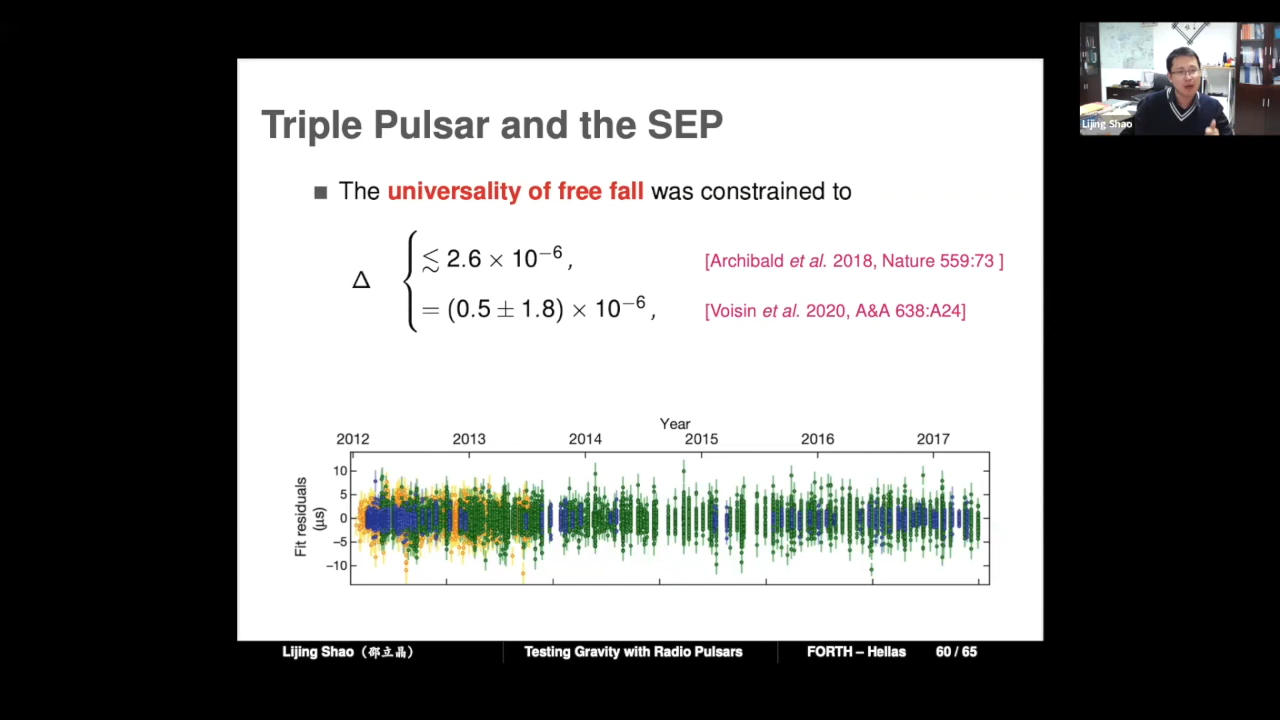 Triple Pulsar and the SEP
The universality of free fall was constrained to
Δ { ≲ 2.6 × 10⁻⁶ , [Archibald et al. 2018, Nature 559:73 ]
= (0.5 ± 1.8) × 10⁻⁶ , [Voisin et al. 2020, A&A 638:A24]
Year
2012 2013 2014 2015 2016 2017
Fit residuals
(μs)
10
5
0
−5
−10
Lijing Shao（邵立晶） Testing Gravity with Radio Pulsars FORTH – Hellas 60 / 65
Lijing Shao